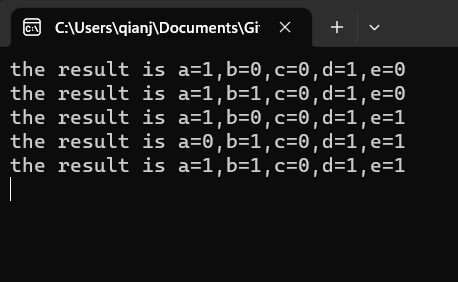 C:\Users\qianj\Documents\Gi
the result is a=1,b=0,c=0,d=1,e=0
the result is a=1,b=1,c=0,d=1,e=0
the result is a=1,b=0,c=0,d=1,e=1
the result is a=0,b=1,c=0,d=1,e=1
the result is a=1,b=1,c=0,d=1,e=1